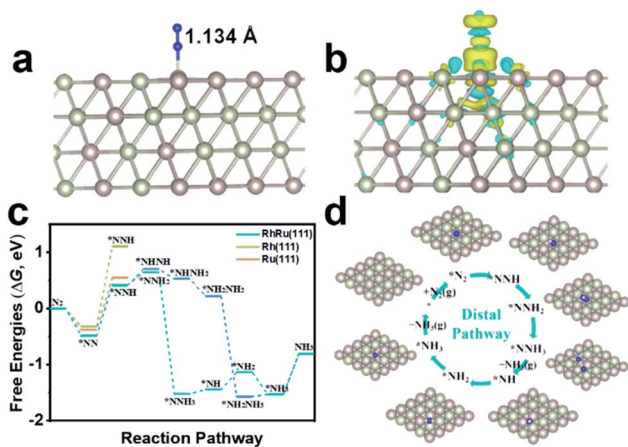 a
1.134 Å
b
c
Free Energies (ΔG, eV)
1
0
-1
-2
RhRu(111)
Rh(111)
Ru(111)
N₂
*NN
*NNH
*NNH
*NHNH
*NNH₂
*NHNH₂
*NH₂NH₂
*NNH₃
*NH
*NH₂
*NH₂NH₃
*NH₃
NH₃
Reaction Pathway
d
*N₂
NNH
*NNH₂
*NNH₃
−NH₃(g)
*NH
*NH₂
*NH₃
−NH₃(g)
*
+N₂(g)
Distal
Pathway